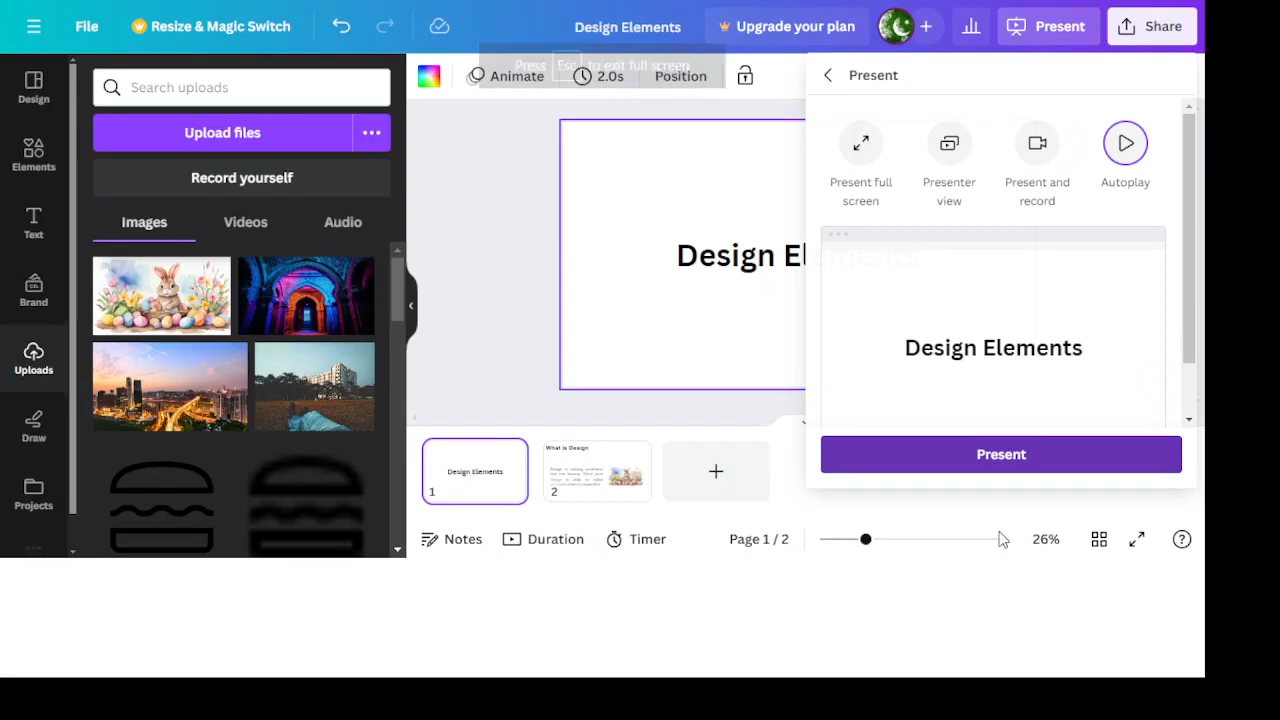 File
Resize & Magic Switch
Design Elements
Upgrade your plan
Present
Share
Press Esc to exit full screen
Animate
2.0s
Position
Present
Design
Elements
Text
Brand
Uploads
Draw
Projects
Search uploads
Upload files
Record yourself
Images
Videos
Audio
Design Elements
Present full
screen
Presenter
view
Present and
record
Autoplay
Design Elements
Present
Design Elements
1
What is Design
2
Notes
Duration
Timer
Page 1 / 2
26%